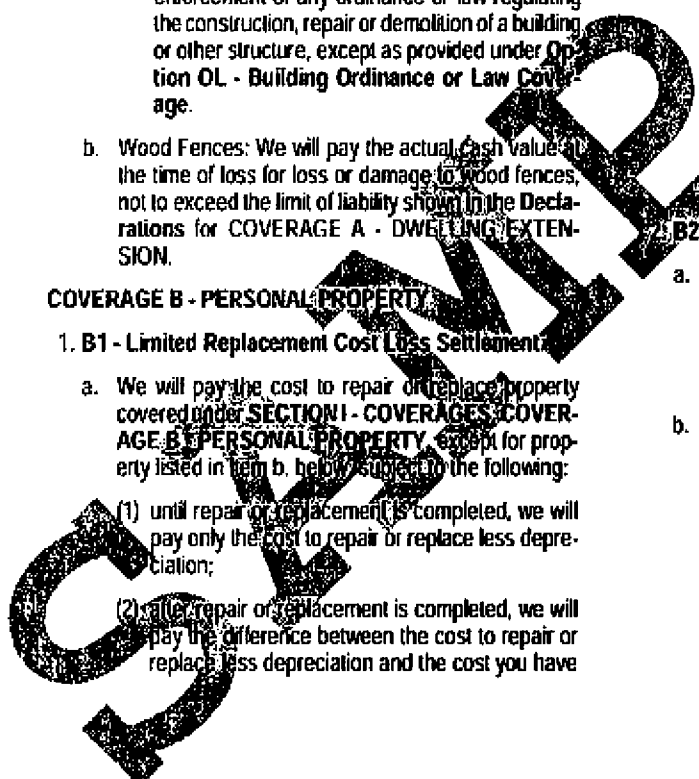 enforcement of any ordinance or law regulating
the construction, repair or demolition of a building
or other structure, except as provided under Op-
tion OL - Building Ordinance or Law Cover-
age.
b. Wood Fences: We will pay the actual cash value at
the time of loss for loss or damage to wood fences,
not to exceed the limit of liability shown in the Decla-
rations for COVERAGE A - DWELLING EXTEN-
SION.
COVERAGE B - PERSONAL PROPERTY
1. B1 - Limited Replacement Cost Loss Settlement.
a. We will pay the cost to repair or replace property
covered under SECTION I - COVERAGES, COVER-
AGE B - PERSONAL PROPERTY, except for prop-
erty listed in item b. below, subject to the following:
(1) until repair or replacement is completed, we will
pay only the cost to repair or replace less depre-
ciation;
(2) after repair or replacement is completed, we will
pay the difference between the cost to repair or
replace less depreciation and the cost you have
2. B2
a.
b.
SAMP